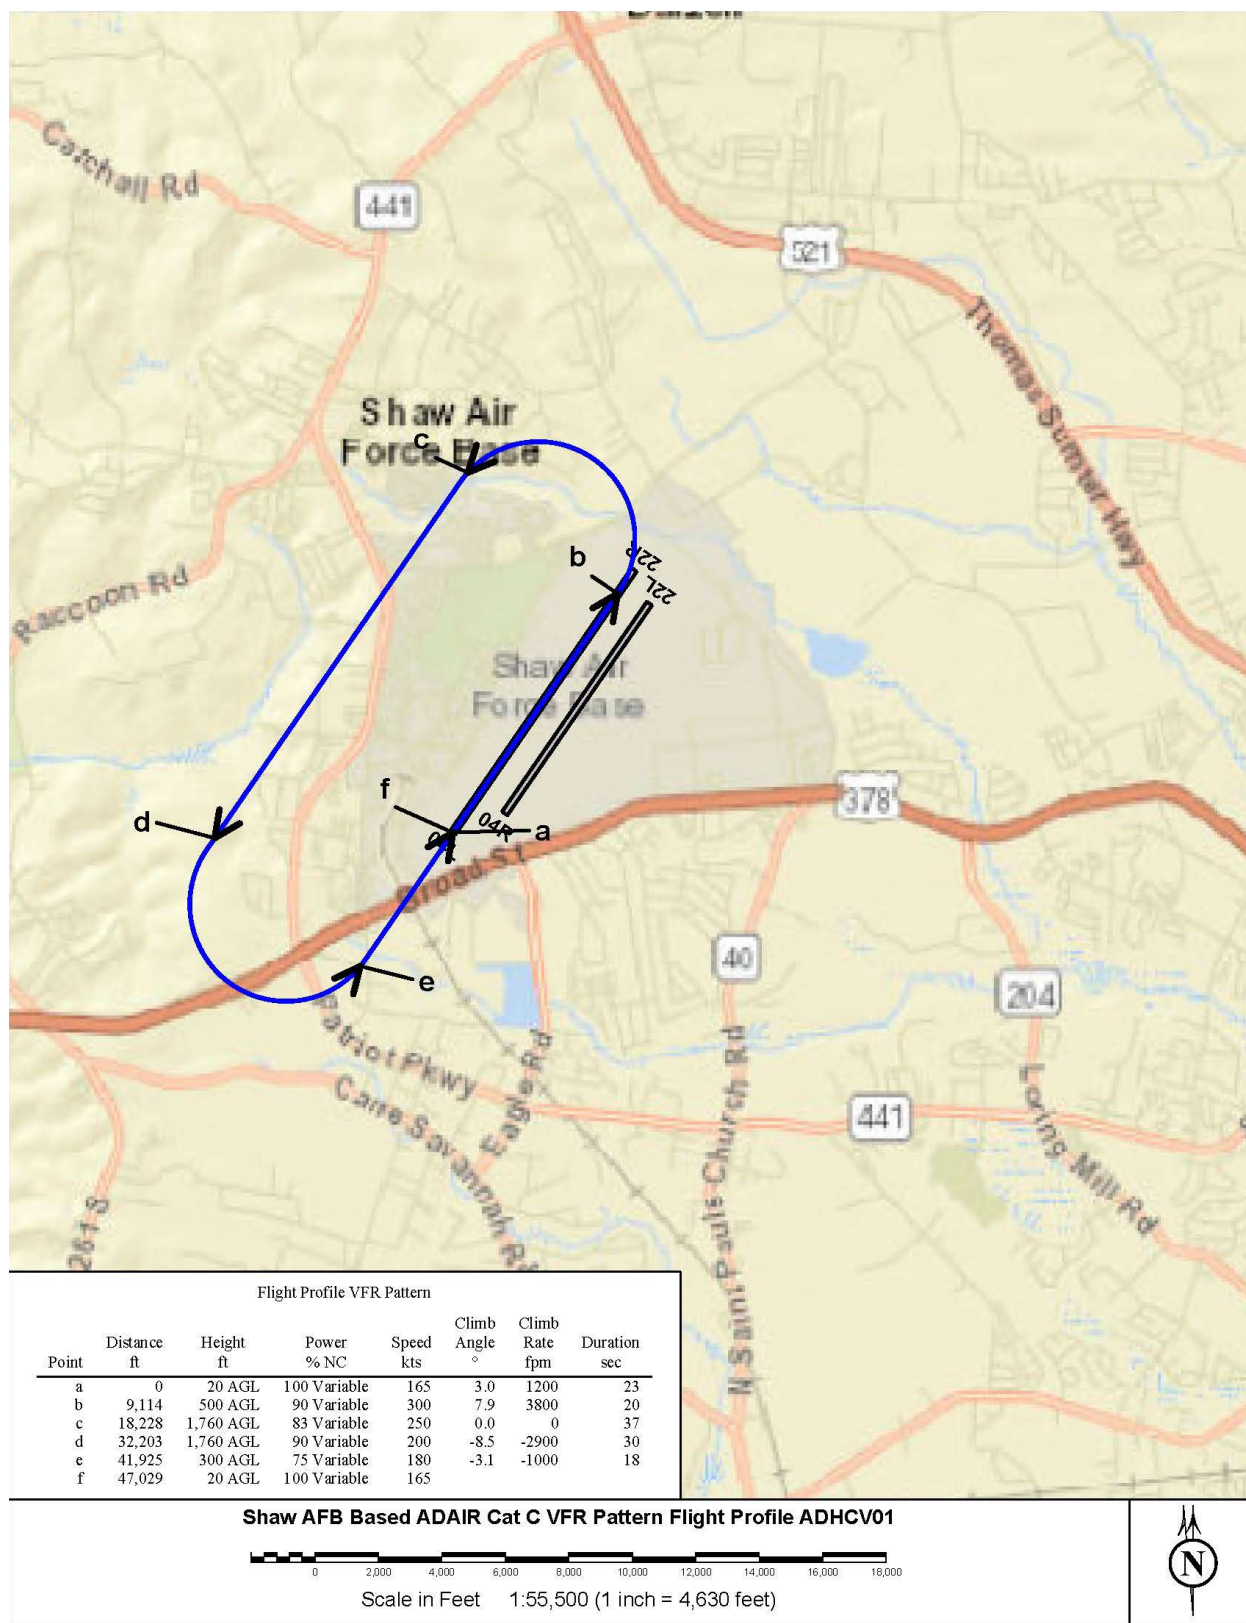 Catchall Rd
441
521
Thomas Sumter Hwy
Shaw Air
Force Base
c
b
22R
22L
Raccoon Rd
Shaw Air
Force Base
f
d
04R
a
378
Broad St
e
40
204
Patriot Pkwy
Eagle Rd
441
N Saint Pauls Church Rd
Loring Mill Rd
261 S
Flight Profile VFR Pattern
Climb Climb
Distance Height Power Speed Angle Rate Duration
Point ft ft % NC kts ° fpm sec
a 0 20 AGL 100 Variable 165 3.0 1200 23
b 9,114 500 AGL 90 Variable 300 7.9 3800 20
c 18,228 1,760 AGL 83 Variable 250 0.0 0 37
d 32,203 1,760 AGL 90 Variable 200 -8.5 -2900 30
e 41,925 300 AGL 75 Variable 180 -3.1 -1000 18
f 47,029 20 AGL 100 Variable 165
Shaw AFB Based ADAIR Cat C VFR Pattern Flight Profile ADHCV01
0 2,000 4,000 6,000 8,000 10,000 12,000 14,000 16,000 18,000
Scale in Feet 1:55,500 (1 inch = 4,630 feet)
N